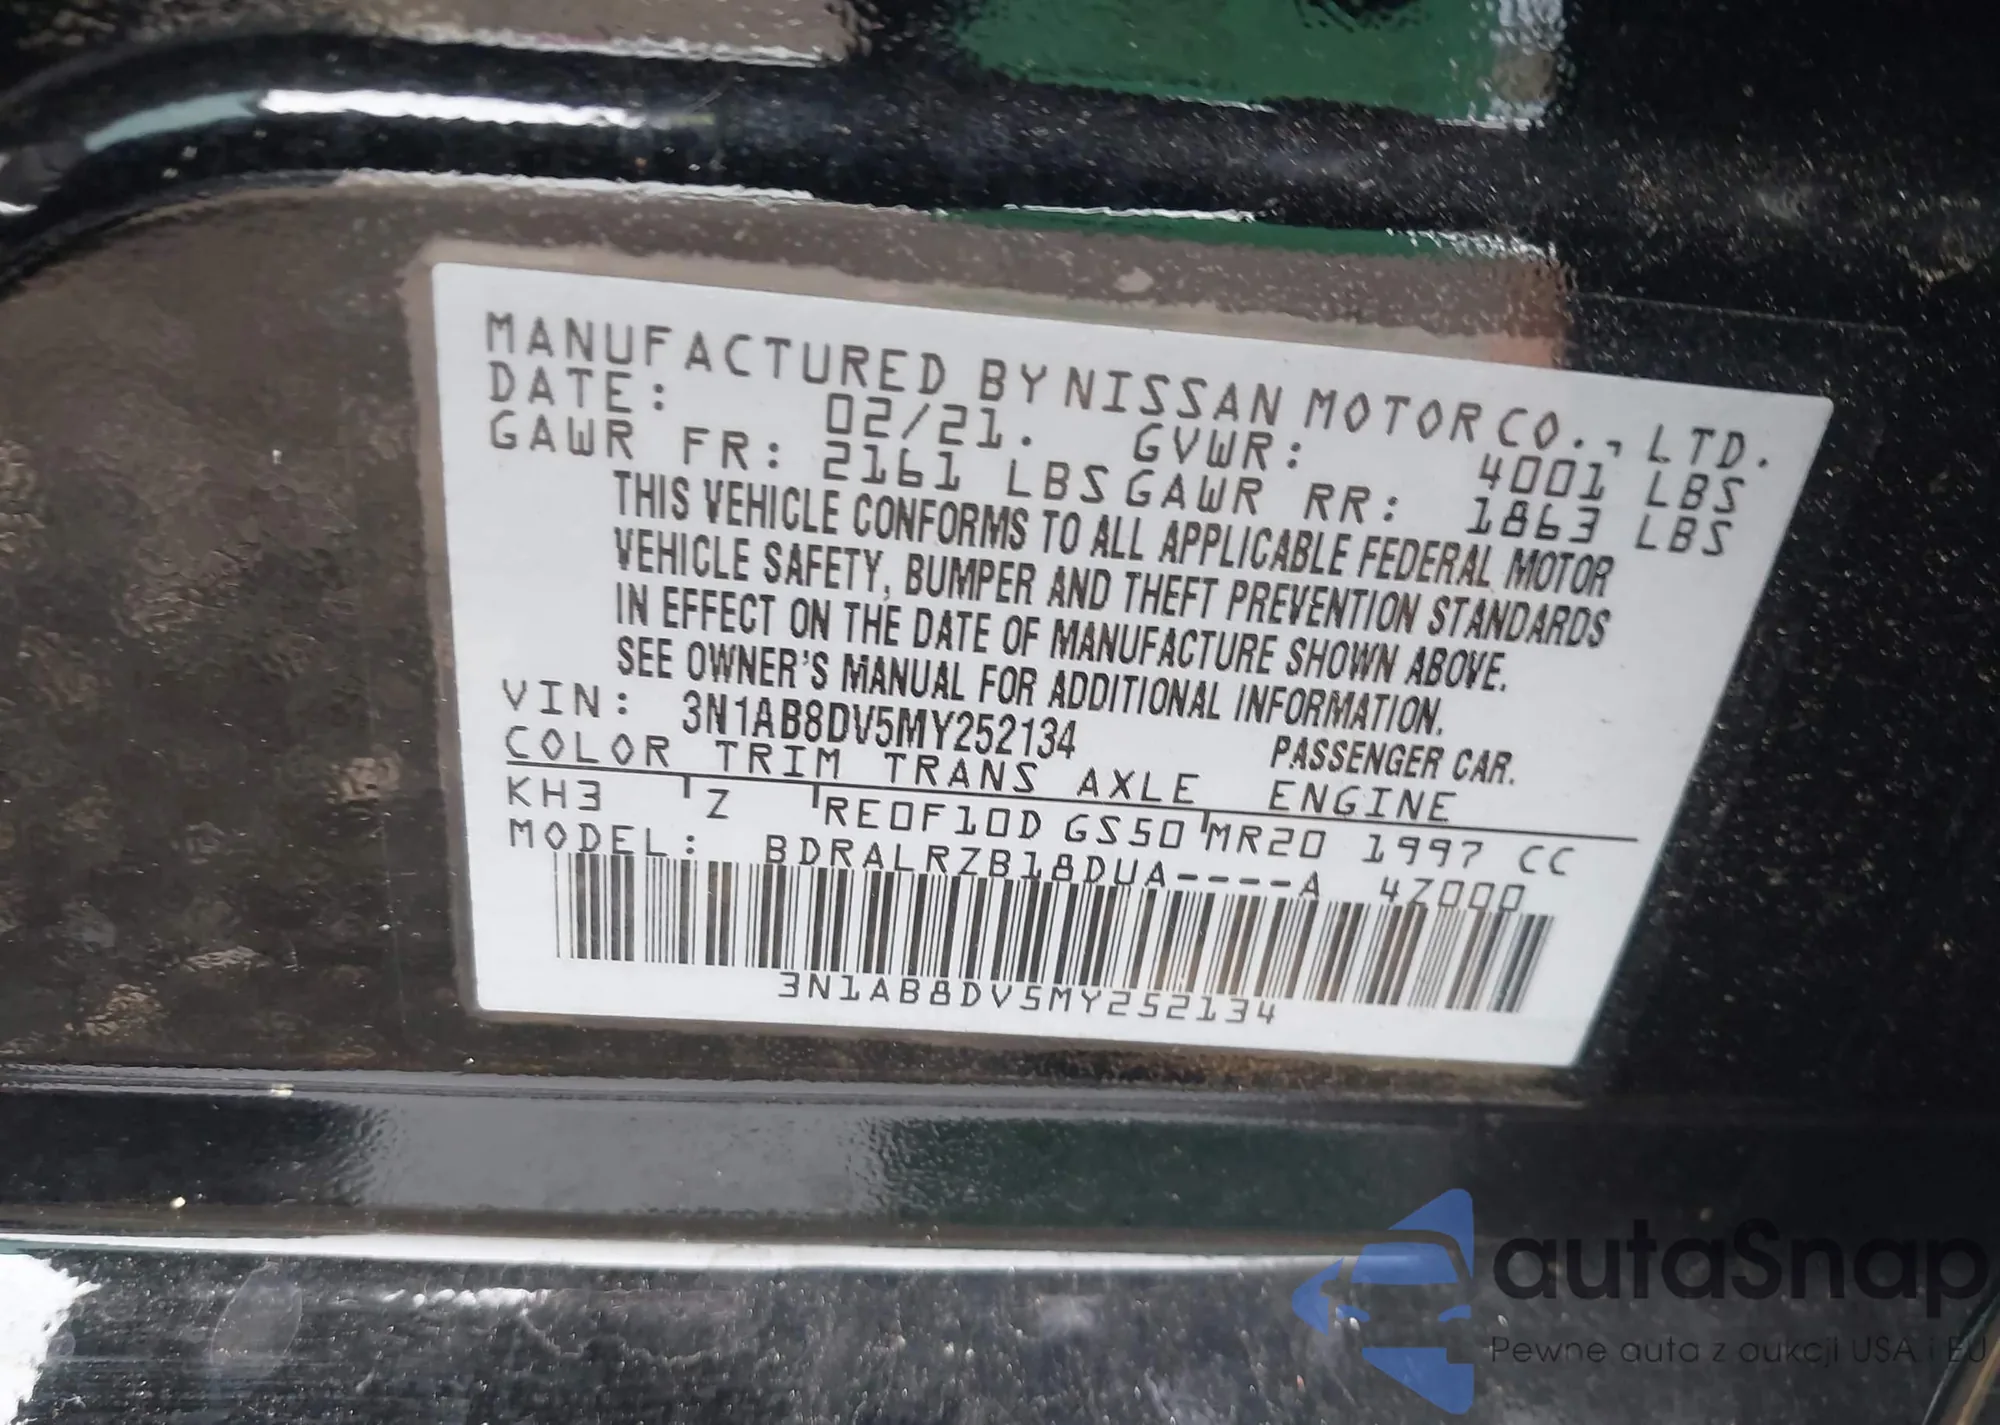 MANUFACTURED BY NISSAN MOTOR CO., LTD.
DATE: 02/21. GVWR: 4001 LBS
GAWR FR: 2161 LBS GAWR RR: 1863 LBS
THIS VEHICLE CONFORMS TO ALL APPLICABLE FEDERAL MOTOR
VEHICLE SAFETY, BUMPER AND THEFT PREVENTION STANDARDS
IN EFFECT ON THE DATE OF MANUFACTURE SHOWN ABOVE.
SEE OWNER'S MANUAL FOR ADDITIONAL INFORMATION.
VIN: 3N1AB8DV5MY252134 PASSENGER CAR.
COLOR TRIM TRANS AXLE ENGINE
KH3 Z RE0F10D GS50 MR20 1997 CC
MODEL: BDRALRZB18DUA----A 4Z000
3N1AB8DV5MY252134
autaSnap
Pewne auta z aukcji USA i EU